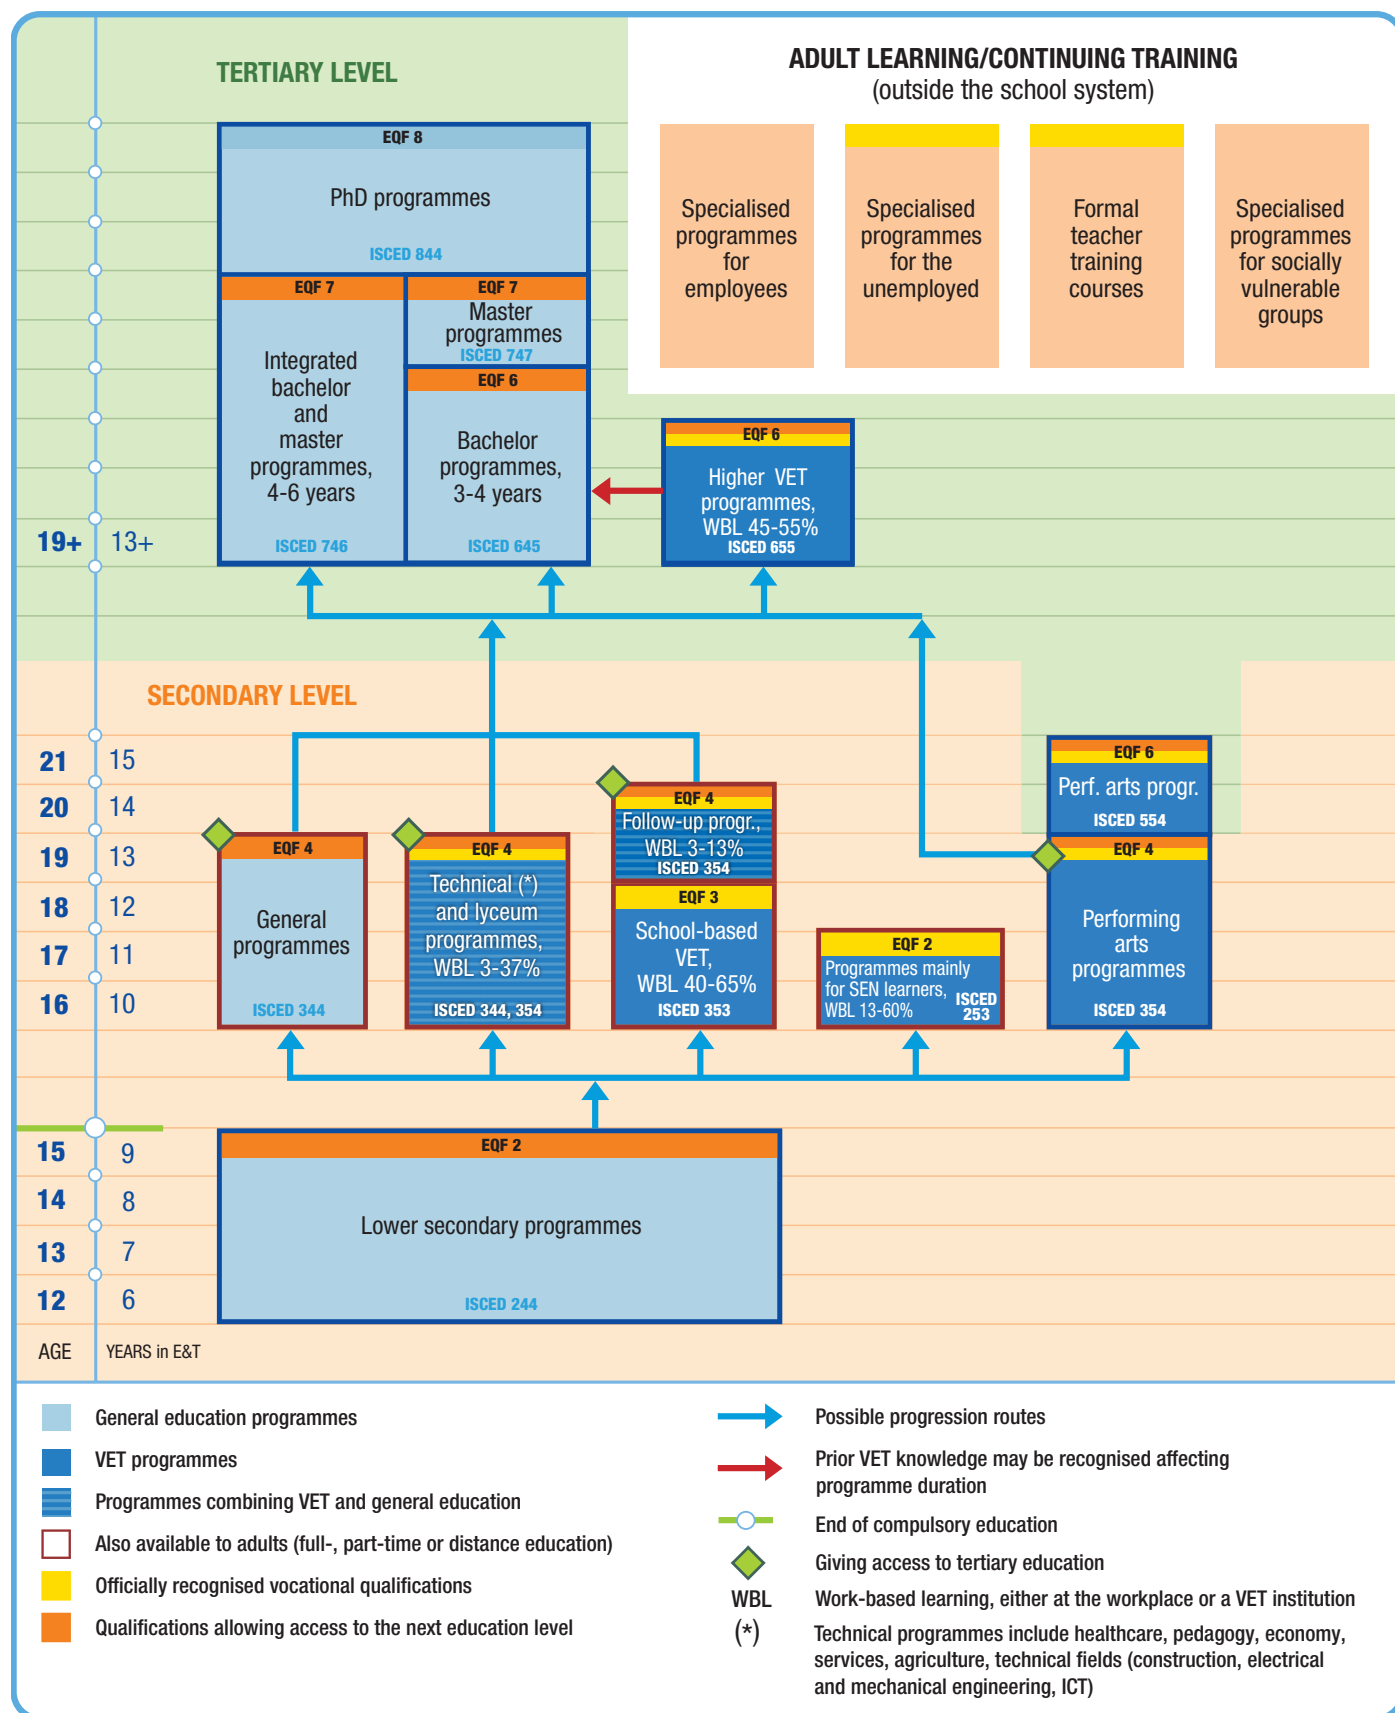 TERTIARY LEVEL
ADULT LEARNING/CONTINUING TRAINING
(outside the school system)
Specialised
programmes
for
employees
Specialised
programmes
for the
unemployed
Formal
teacher
training
courses
Specialised
programmes
for socially
vulnerable
groups
EQF 8
PhD programmes
ISCED 844
EQF 7
Integrated
bachelor
and
master
programmes,
4-6 years
ISCED 746
EQF 7
Master
programmes
ISCED 747
EQF 6
Bachelor
programmes,
3-4 years
ISCED 645
EQF 6
Higher VET
programmes,
WBL 45-55%
ISCED 655
19+ 13+
SECONDARY LEVEL
21 15
20 14
19 13
18 12
17 11
16 10
EQF 4
General
programmes
ISCED 344
EQF 4
Technical (*)
and lyceum
programmes,
WBL 3-37%
ISCED 344, 354
EQF 4
Follow-up progr.,
WBL 3-13%
ISCED 354
EQF 3
School-based
VET,
WBL 40-65%
ISCED 353
EQF 2
Programmes mainly
for SEN learners,
WBL 13-60%
ISCED
253
EQF 6
Perf. arts progr.
ISCED 554
EQF 4
Performing
arts
programmes
ISCED 354
15 9
14 8
13 7
12 6
EQF 2
Lower secondary programmes
ISCED 244
AGE YEARS in E&T
General education programmes
VET programmes
Programmes combining VET and general education
Also available to adults (full-, part-time or distance education)
Officially recognised vocational qualifications
Qualifications allowing access to the next education level
Possible progression routes
Prior VET knowledge may be recognised affecting
programme duration
End of compulsory education
Giving access to tertiary education
WBL Work-based learning, either at the workplace or a VET institution
(*) Technical programmes include healthcare, pedagogy, economy,
services, agriculture, technical fields (construction, electrical
and mechanical engineering, ICT)